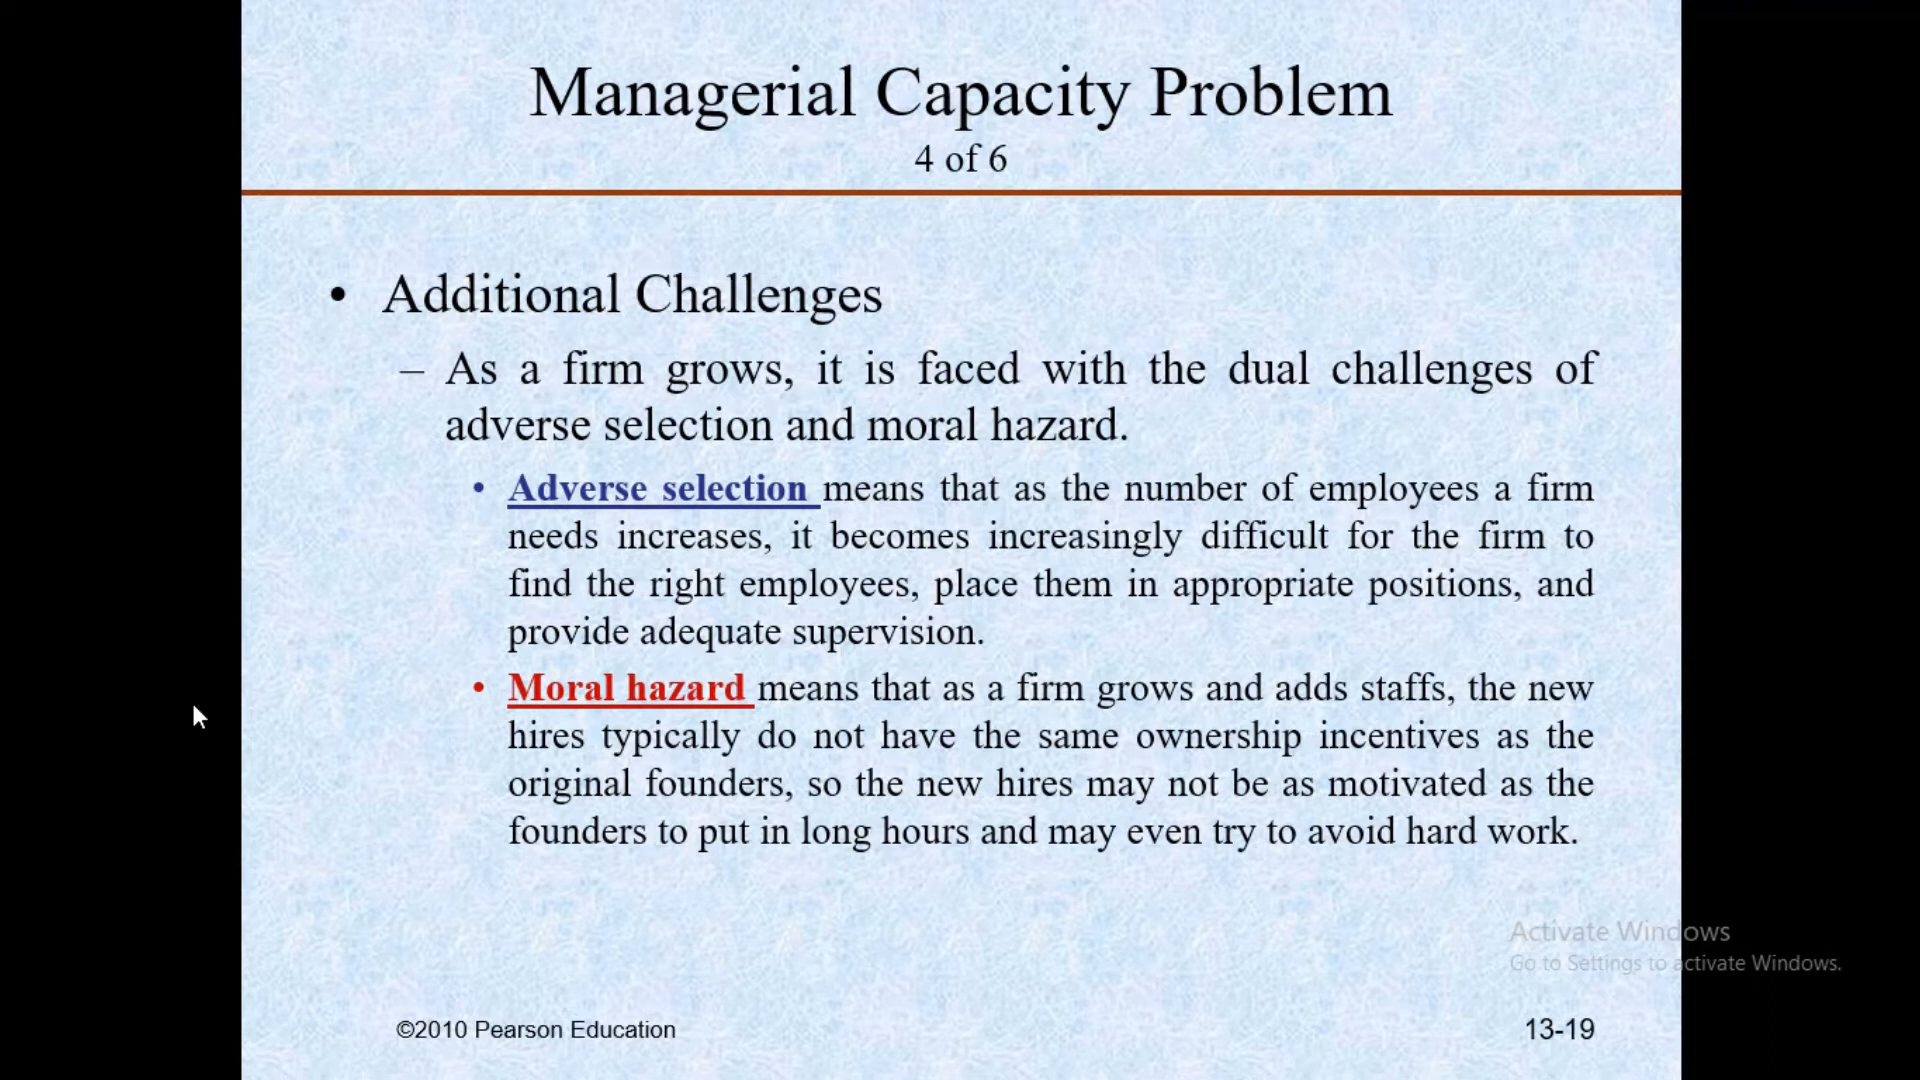 Managerial Capacity Problem
4 of 6
• Additional Challenges
– As a firm grows, it is faced with the dual challenges of
adverse selection and moral hazard.
• Adverse selection means that as the number of employees a firm
needs increases, it becomes increasingly difficult for the firm to
find the right employees, place them in appropriate positions, and
provide adequate supervision.
• Moral hazard means that as a firm grows and adds staffs, the new
hires typically do not have the same ownership incentives as the
original founders, so the new hires may not be as motivated as the
founders to put in long hours and may even try to avoid hard work.
Activate Windows
Go to Settings to activate Windows.
©2010 Pearson Education
13-19